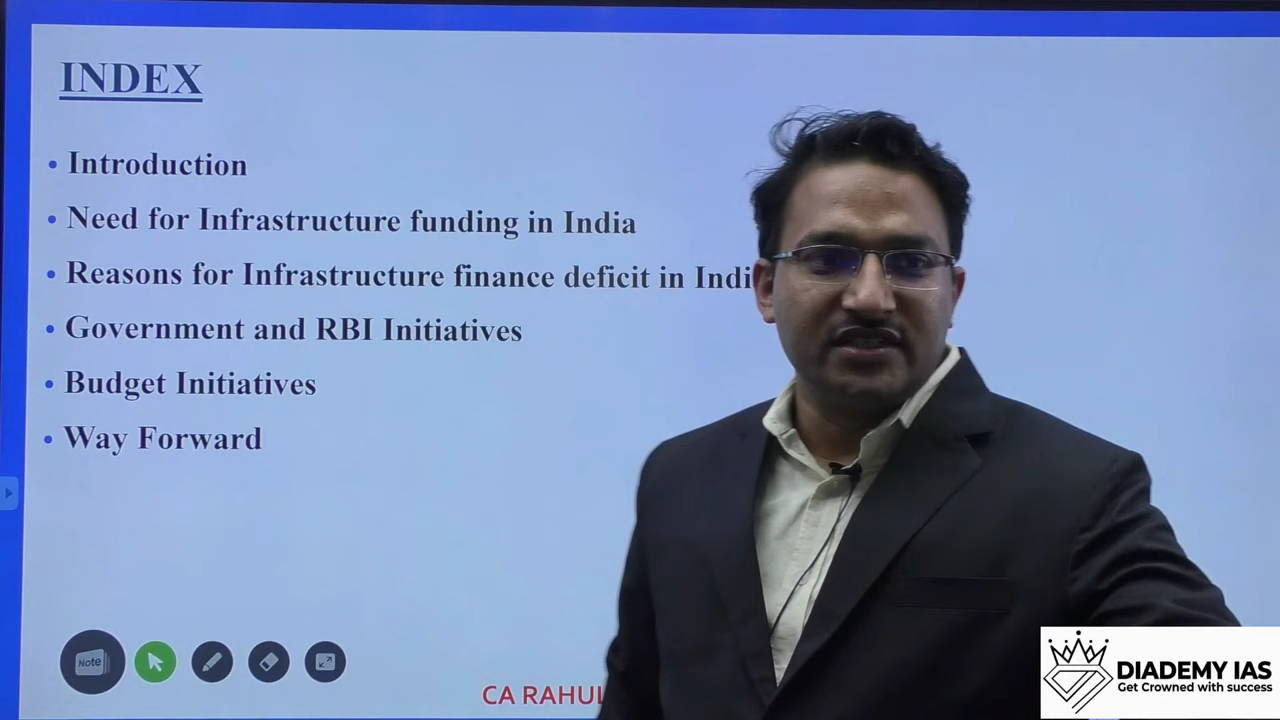 INDEX
• Introduction
• Need for Infrastructure funding in India
• Reasons for Infrastructure finance deficit in Indi
• Government and RBI Initiatives
• Budget Initiatives
• Way Forward
Note
CA RAHUL
DIADEMY IAS
Get Crowned with success